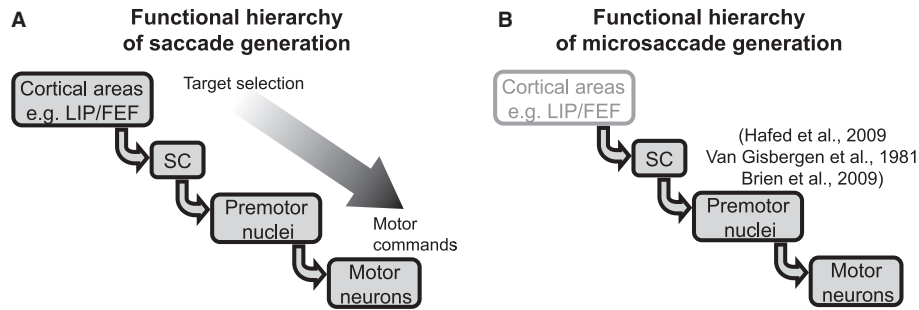 A
Functional hierarchy
of saccade generation
Cortical areas
e.g. LIP/FEF
Target selection
SC
Premotor
nuclei
Motor
commands
Motor
neurons
B
Functional hierarchy
of microsaccade generation
Cortical areas
e.g. LIP/FEF
SC
(Hafed et al., 2009
Van Gisbergen et al., 1981
Brien et al., 2009)
Premotor
nuclei
Motor
neurons